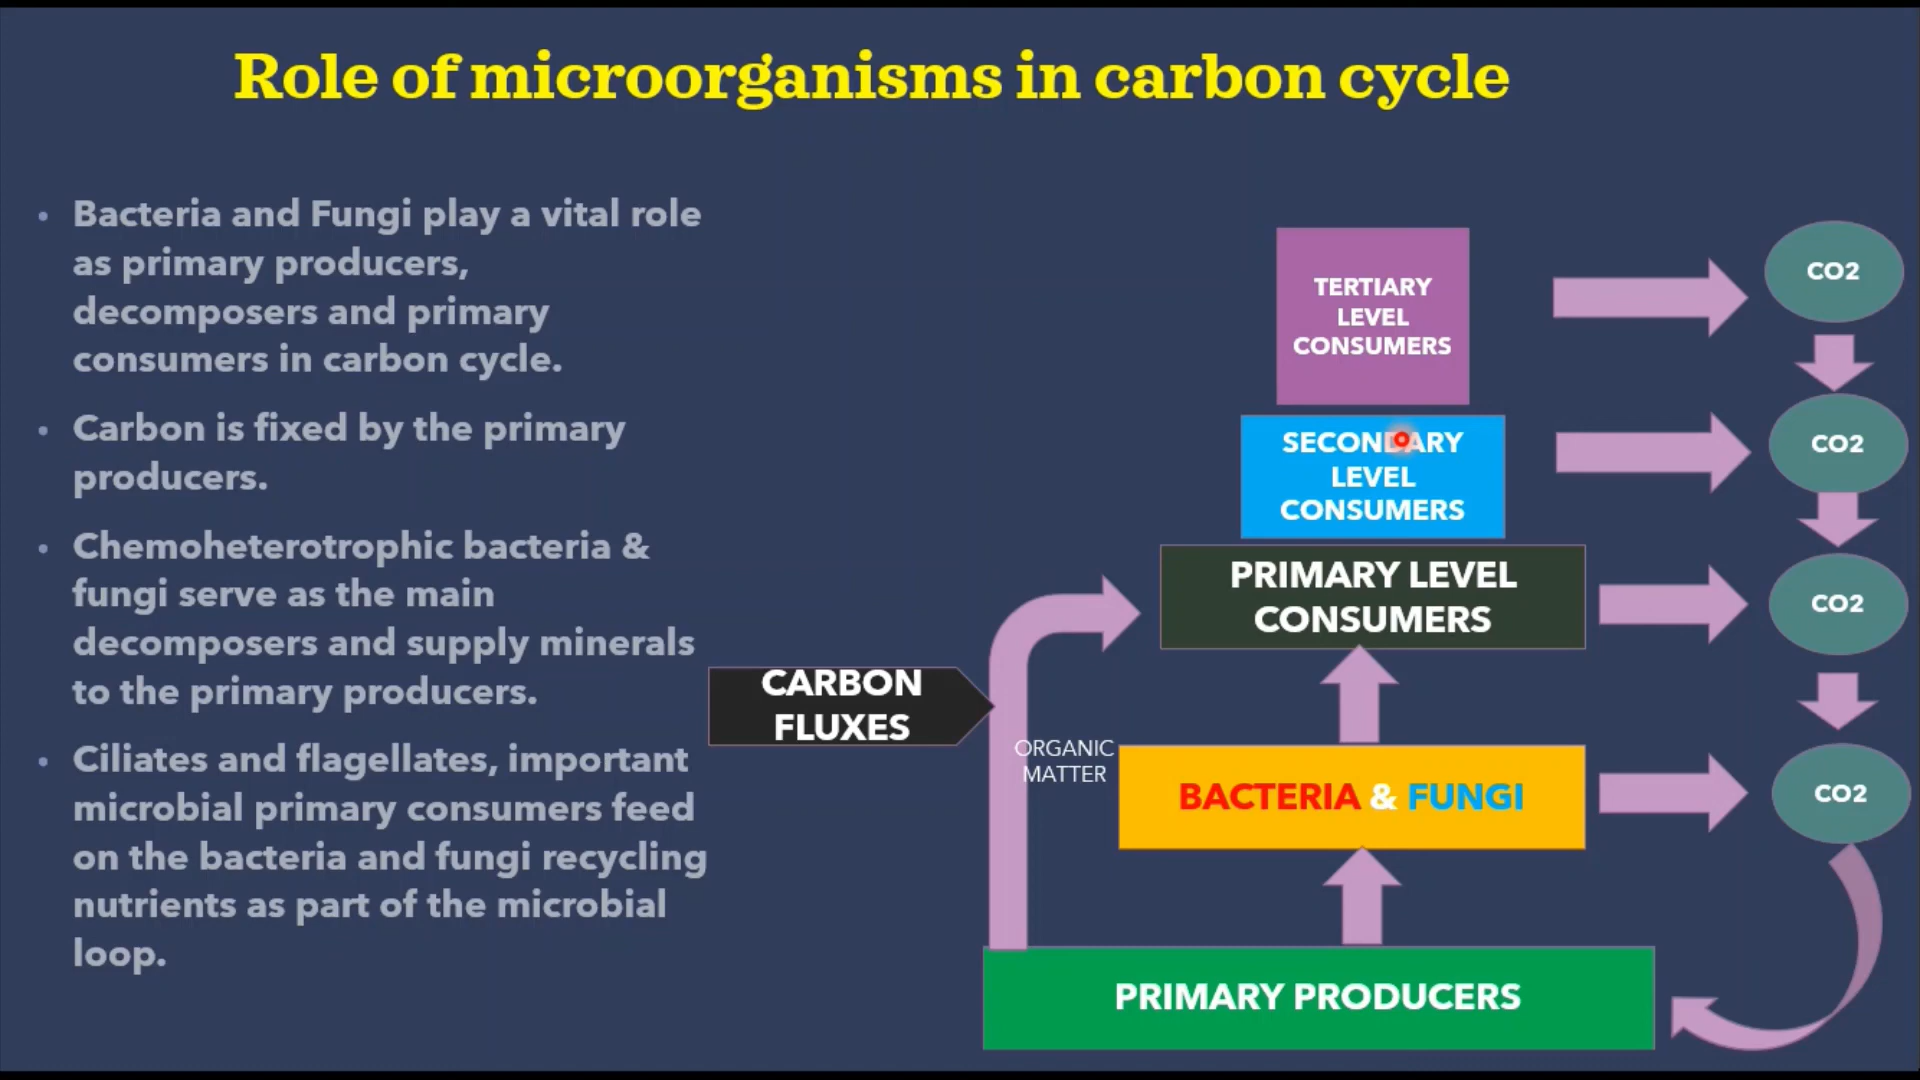 Role of microorganisms in carbon cycle
• Bacteria and Fungi play a vital role
as primary producers,
decomposers and primary
consumers in carbon cycle.
• Carbon is fixed by the primary
producers.
• Chemoheterotrophic bacteria &
fungi serve as the main
decomposers and supply minerals
to the primary producers.
• Ciliates and flagellates, important
microbial primary consumers feed
on the bacteria and fungi recycling
nutrients as part of the microbial
loop.
TERTIARY
LEVEL
CONSUMERS
CO2
SECONDARY
LEVEL
CONSUMERS
CO2
PRIMARY LEVEL
CONSUMERS
CO2
CARBON
FLUXES
ORGANIC
MATTER
BACTERIA & FUNGI
CO2
PRIMARY PRODUCERS